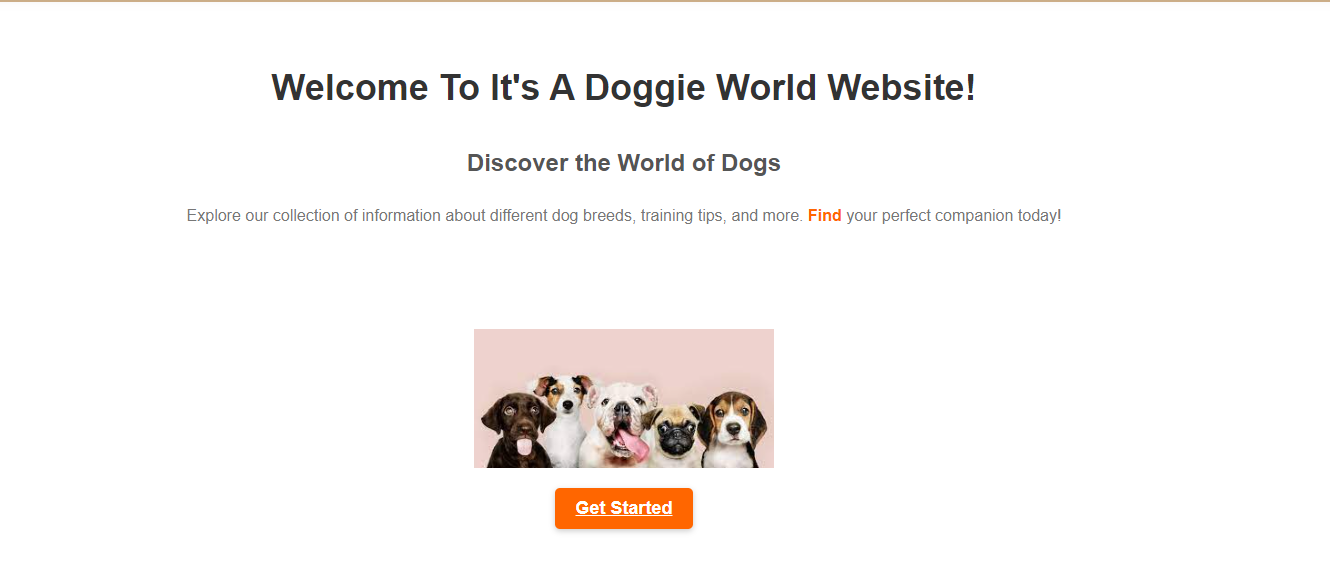 Welcome To It's A Doggie World Website!
Discover the World of Dogs
Explore our collection of information about different dog breeds, training tips, and more. Find your perfect companion today!
Get Started